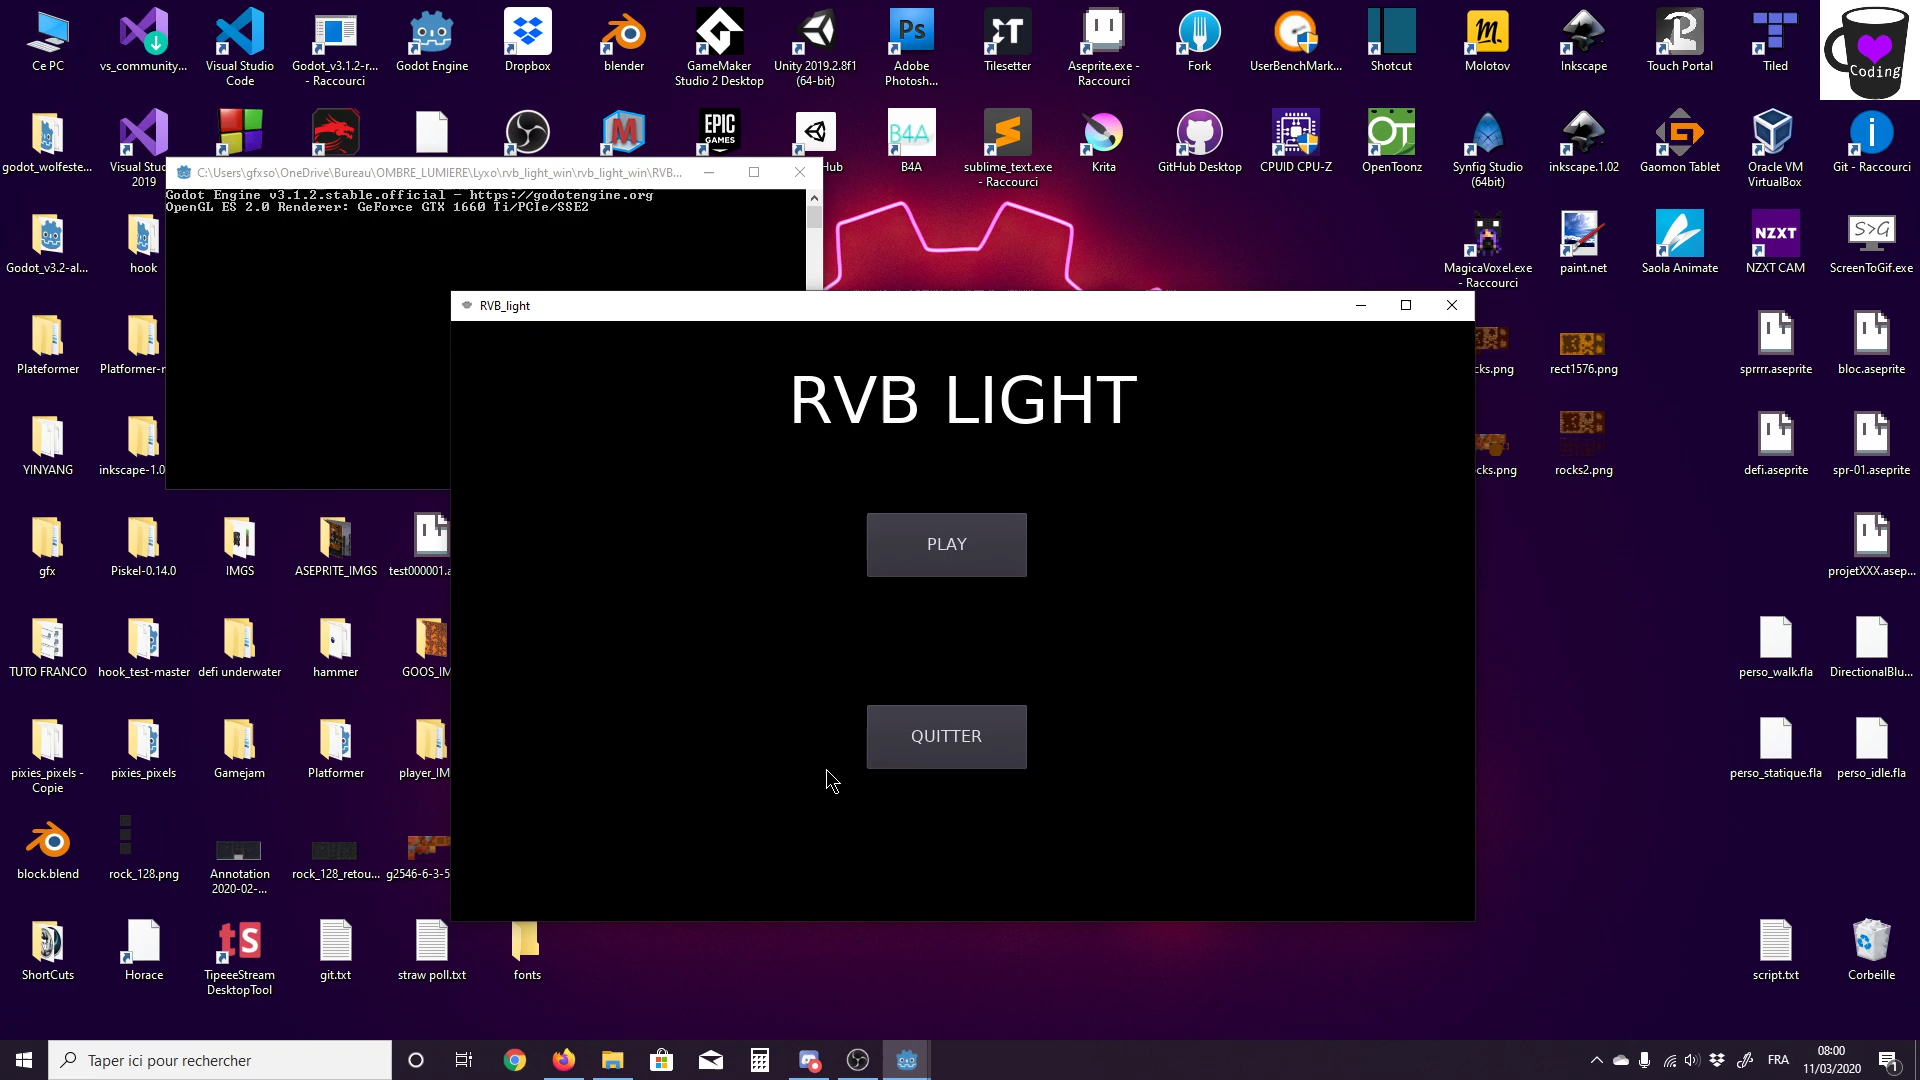 Ce PC
vs_community...
Visual Studio
Code
Godot_v3.1.2-r...
- Raccourci
Godot Engine
Dropbox
blender
GameMaker
Studio 2 Desktop
Unity 2019.2.8f1
(64-bit)
Adobe
Photosh...
Tilesetter
Aseprite.exe -
Raccourci
Fork
UserBenchMark...
Shotcut
Molotov
Inkscape
Touch Portal
Tiled
Coding
godot_wolfeste...
2019
EPIC
GAMES
B4A
B4A
sublime_text.exe
- Raccourci
Krita
GitHub Desktop
CPUID CPU-Z
OpenToonz
Synfig Studio
(64bit)
inkscape.1.02
Gaomon Tablet
Oracle VM
VirtualBox
Git - Raccourci
C:\Users\gfxso\OneDrive\Bureau\OMBRE_LUMIERE\Lyxo\rvb_light_win\rvb_light_win\RVB...
Godot Engine v3.1.2.stable.official - https://godotengine.org
OpenGL ES 2.0 Renderer: GeForce GTX 1660 Ti/PCIe/SSE2
Godot_v3.2-al...
hook
MagicaVoxel.exe
- Raccourci
paint.net
Saola Animate
NZXT
NZXT CAM
S>G
ScreenToGif.exe
RVB_light
RVB LIGHT
PLAY
QUITTER
Plateformer
cks.png
rect1576.png
sprrrr.aseprite
bloc.aseprite
YINYANG
cks.png
rocks2.png
defi.aseprite
spr-01.aseprite
gfx
Piskel-0.14.0
IMGS
ASEPRITE_IMGS
projetXXX.asep...
TUTO FRANCO
hook_test-master
defi underwater
hammer
perso_walk.fla
DirectionalBlu...
pixies_pixels -
Copie
pixies_pixels
Gamejam
Platformer
perso_statique.fla
perso_idle.fla
block.blend
rock_128.png
Annotation
2020-02-...
rock_128_retou...
g2546-6-3-5
ShortCuts
Horace
TipeeeStream
DesktopTool
git.txt
straw poll.txt
fonts
script.txt
Corbeille
Taper ici pour rechercher
FRA
08:00
11/03/2020